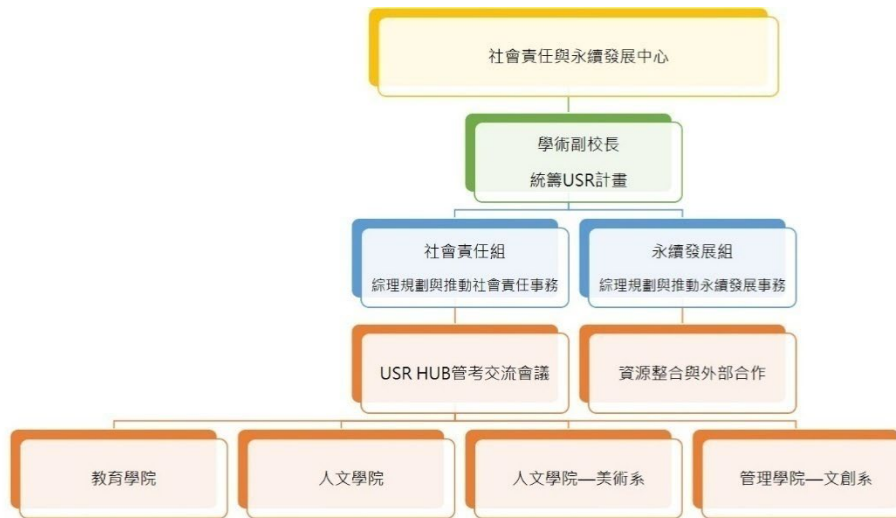 社會責任與永續發展中心
學術副校長
統籌USR計畫
社會責任組
綜理規劃與推動社會責任事務
永續發展組
綜理規劃與推動永續發展事務
USR HUB管考交流會議
資源整合與外部合作
教育學院
人文學院
人文學院—美術系
管理學院—文創系